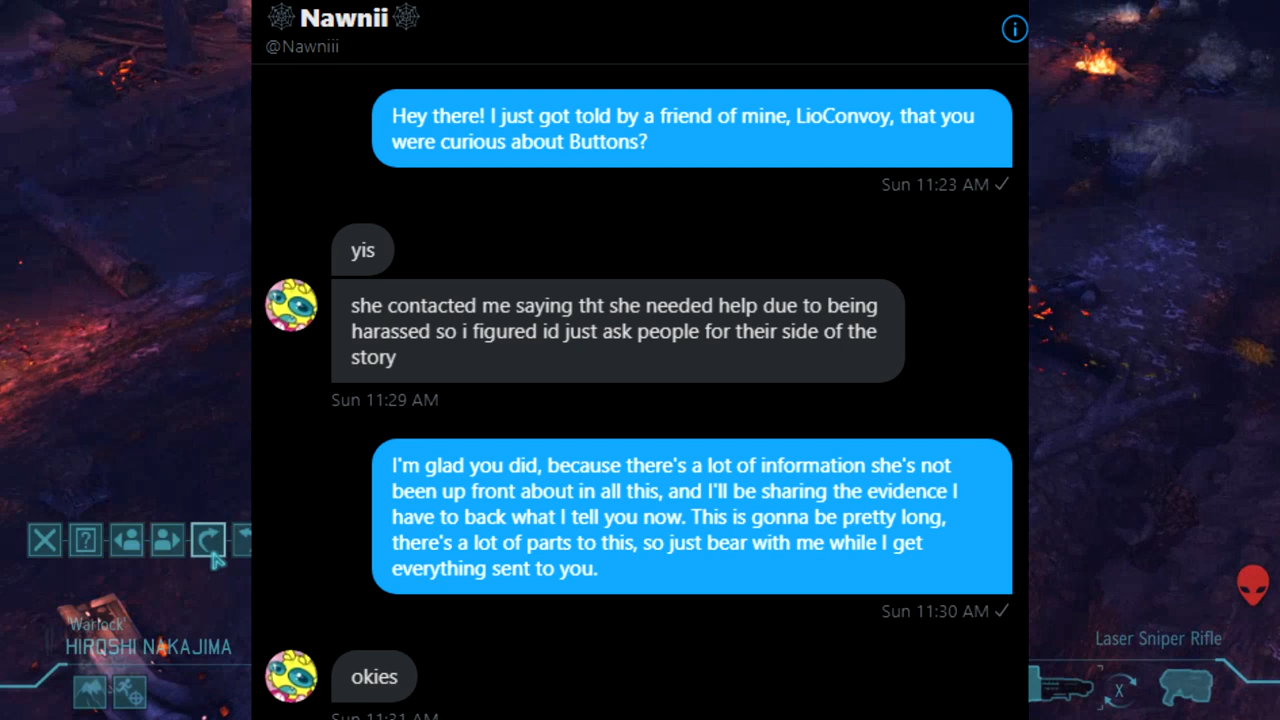 Nawnii
@Nawniii
Hey there! I just got told by a friend of mine, LioConvoy, that you
were curious about Buttons?
Sun 11:23 AM ✓
yis
she contacted me saying tht she needed help due to being
harassed so i figured id just ask people for their side of the
story
Sun 11:29 AM
I'm glad you did, because there's a lot of information she's not
been up front about in all this, and I'll be sharing the evidence I
have to back what I tell you now. This is gonna be pretty long,
there's a lot of parts to this, so just bear with me while I get
everything sent to you.
Sun 11:30 AM ✓
okies
Sun 11:31 AM
'Warlock'
HIROSHI NAKAJIMA
Laser Sniper Rifle
X